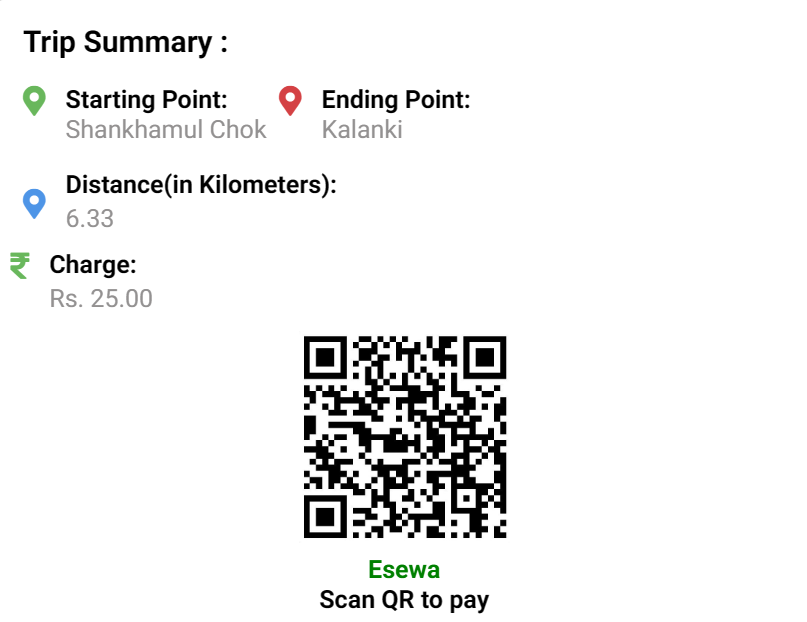 Trip Summary :
Starting Point:
Shankhamul Chok
Ending Point:
Kalanki
Distance(in Kilometers):
6.33
₹
Charge:
Rs. 25.00
Esewa
Scan QR to pay